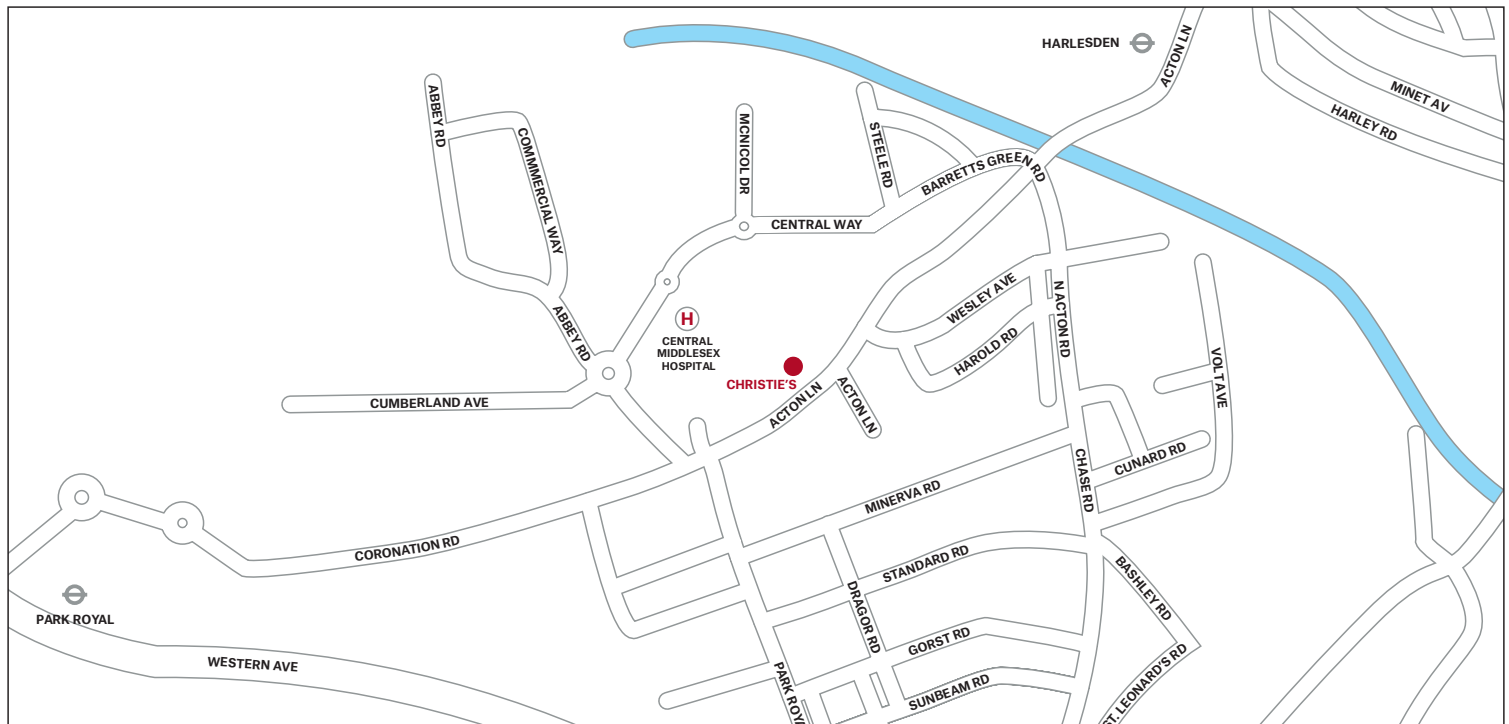 HARLESDEN
ACTON LN
MINET AV
HARLEY RD
ABBEY RD
COMMMERCIAL WAY
MCNICOL DR
STEELE RD
BARRETTS GREEN RD
CENTRAL WAY
WESLEY AVE
N ACTON RD
HAROLD RD
VOLT AVE
ABBEY RD
H
CENTRAL
MIDDLESEX
HOSPITAL
CHRISTIE'S
ACTON LN
ACTON LN
CUMBERLAND AVE
CUNARD RD
CHASE RD
MINERVA RD
CORONATION RD
STANDARD RD
BASHLEY RD
DRAGOR RD
PARK ROYAL
GORST RD
WESTERN AVE
ST. LEONARD'S RD
SUNBEAM RD
PARK ROYA